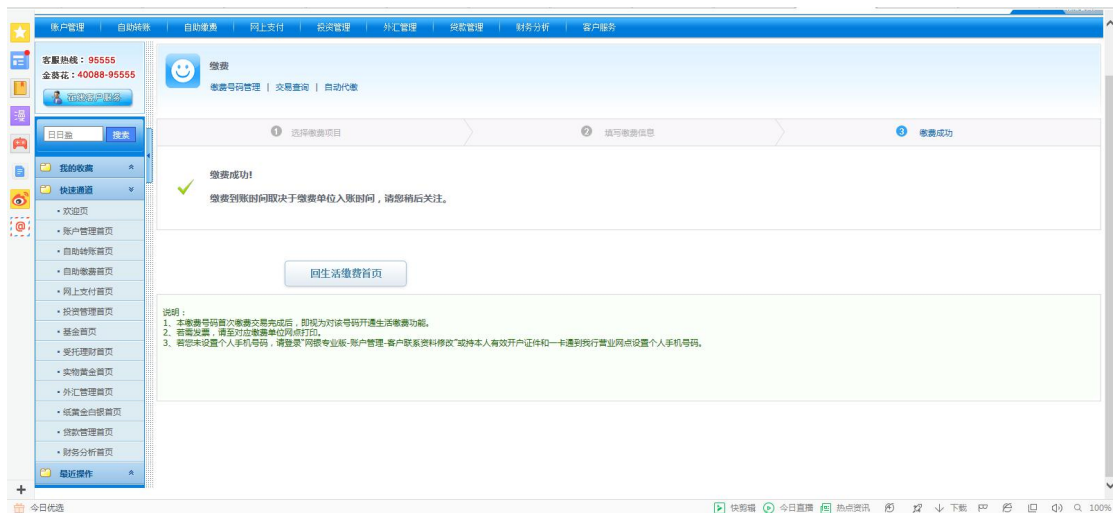 账户管理 | 自助转账 | 自助缴费 | 网上支付 | 投资管理 | 外汇管理 | 贷款管理 | 财务分析 | 客户服务
客服热线：95555
金葵花：40088-95555
在线客户服务
日日盈 搜索
我的收藏
快速通道
• 欢迎页
• 账户管理首页
• 自助转账首页
• 自助缴费首页
• 网上支付首页
• 投资管理首页
• 基金首页
• 受托理财首页
• 实物黄金首页
• 外汇管理首页
• 纸黄金白银首页
• 贷款管理首页
• 财务分析首页
最近操作
缴费
缴费号码管理 | 交易查询 | 自动代缴
1 选择缴费项目
2 填写缴费信息
3 缴费成功
缴费成功!
缴费到账时间取决于缴费单位入账时间，请您稍后关注。
回生活缴费首页
说明：
1、本缴费号码首次缴费交易完成后，即视为对该号码开通生活缴费功能。
2、若需发票，请至对应缴费单位网点打印。
3、若您未设置个人手机号码，请登录"网银专业版-账户管理-客户联系资料修改"或持本人有效开户证件和一卡通到我行营业网点设置个人手机号码。
漫
今日优选
快剪辑 今日直播 热点资讯 下载 100%